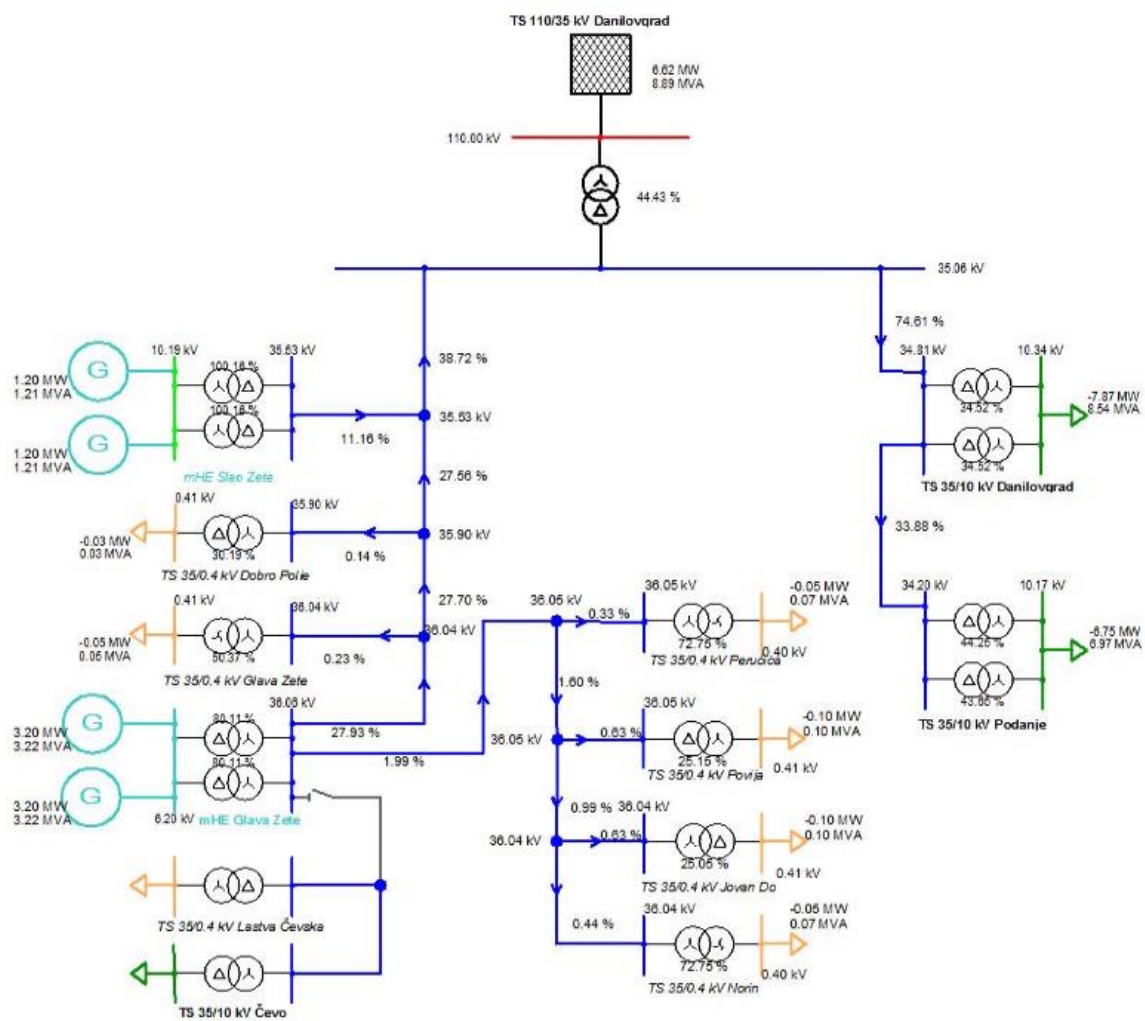 TS 110/35 kV Danilovgrad
6.62 MW
8.89 MVA
110.00 kV
44.43 %
35.06 kV
74.61 %
10.19 kV
35.53 kV
38.72 %
34.81 kV
10.34 kV
G
100.16 %
1.20 MW
1.21 MVA
100.16 %
35.53 kV
34.52 %
-7.87 MW
8.54 MVA
G
11.16 %
1.20 MW
1.21 MVA
34.52 %
mHE Slap Zete
27.56 %
TS 35/10 kV Danilovgrad
0.41 kV
35.90 kV
33.88 %
-0.03 MW
0.03 MVA
35.90 kV
30.19 %
0.14 %
TS 35/0.4 kV Dobro Polje
34.20 kV
10.17 kV
0.41 kV
36.04 kV
27.70 %
36.05 kV
36.05 kV
0.33 %
-0.05 MW
0.07 MVA
36.04 kV
44.25 %
-0.05 MW
0.05 MVA
50.37 %
0.23 %
72.75 %
0.40 kV
-6.75 MW
6.97 MVA
TS 35/0.4 kV Glava Zete
TS 35/0.4 kV Perućica
43.85 %
1.60 %
36.06 kV
36.05 kV
TS 35/10 kV Podanje
G
80.11 %
3.20 MW
3.22 MVA
27.93 %
-0.10 MW
0.10 MVA
36.05 kV
0.63 %
80.11 %
1.99 %
25.15 %
0.41 kV
TS 35/0.4 kV Povija
G
3.20 MW
3.22 MVA
6.20 kV
mHE Glava Zete
0.99 %
36.04 kV
-0.10 MW
0.10 MVA
36.04 kV
0.63 %
25.05 %
0.41 kV
TS 35/0.4 kV Jovan Do
36.04 kV
-0.05 MW
0.07 MVA
TS 35/0.4 kV Lastva Čevska
0.44 %
72.75 %
0.40 kV
TS 35/0.4 kV Norin
TS 35/10 kV Čevo